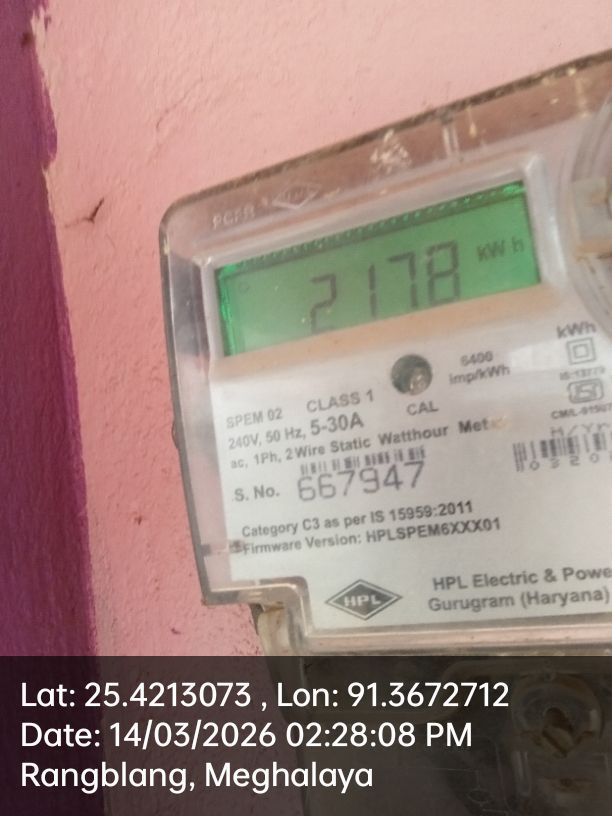 2178 kWh
kWh
6400
imp/kWh
CAL
SPEM 02 CLASS 1
240V, 50 Hz, 5-30A
ac, 1Ph, 2 Wire Static Watthour Met
S. No. 667947
Category C3 as per IS 15959:2011
Firmware Version: HPLSPEM6XXX01
HPL
HPL Electric & Powe
Gurugram (Haryana)
Lat: 25.4213073 , Lon: 91.3672712
Date: 14/03/2026 02:28:08 PM
Rangblang, Meghalaya